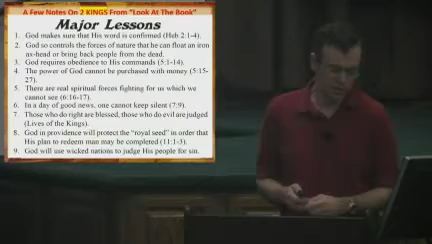 A Few Notes On 2 KINGS From "Look At The Book"
Major Lessons
1. God makes sure that His word is confirmed (Heb 2:1-4).
2. God so controls the forces of nature that he can float an iron
ax-head or bring back people from the dead.
3. God requires obedience to His commands (5:1-14).
4. The power of God cannot be purchased with money (5:15-
27).
5. There are real spiritual forces fighting for us which we
cannot see (6:16-17).
6. In a day of good news, one cannot keep silent (7:9).
7. Those who do right are blessed, those who do evil are judged
(Lives of the Kings).
8. God in providence will protect the "royal seed" in order that
His plan to redeem man may be completed (11:1-3).
9. God will use wicked nations to judge His people for sin.